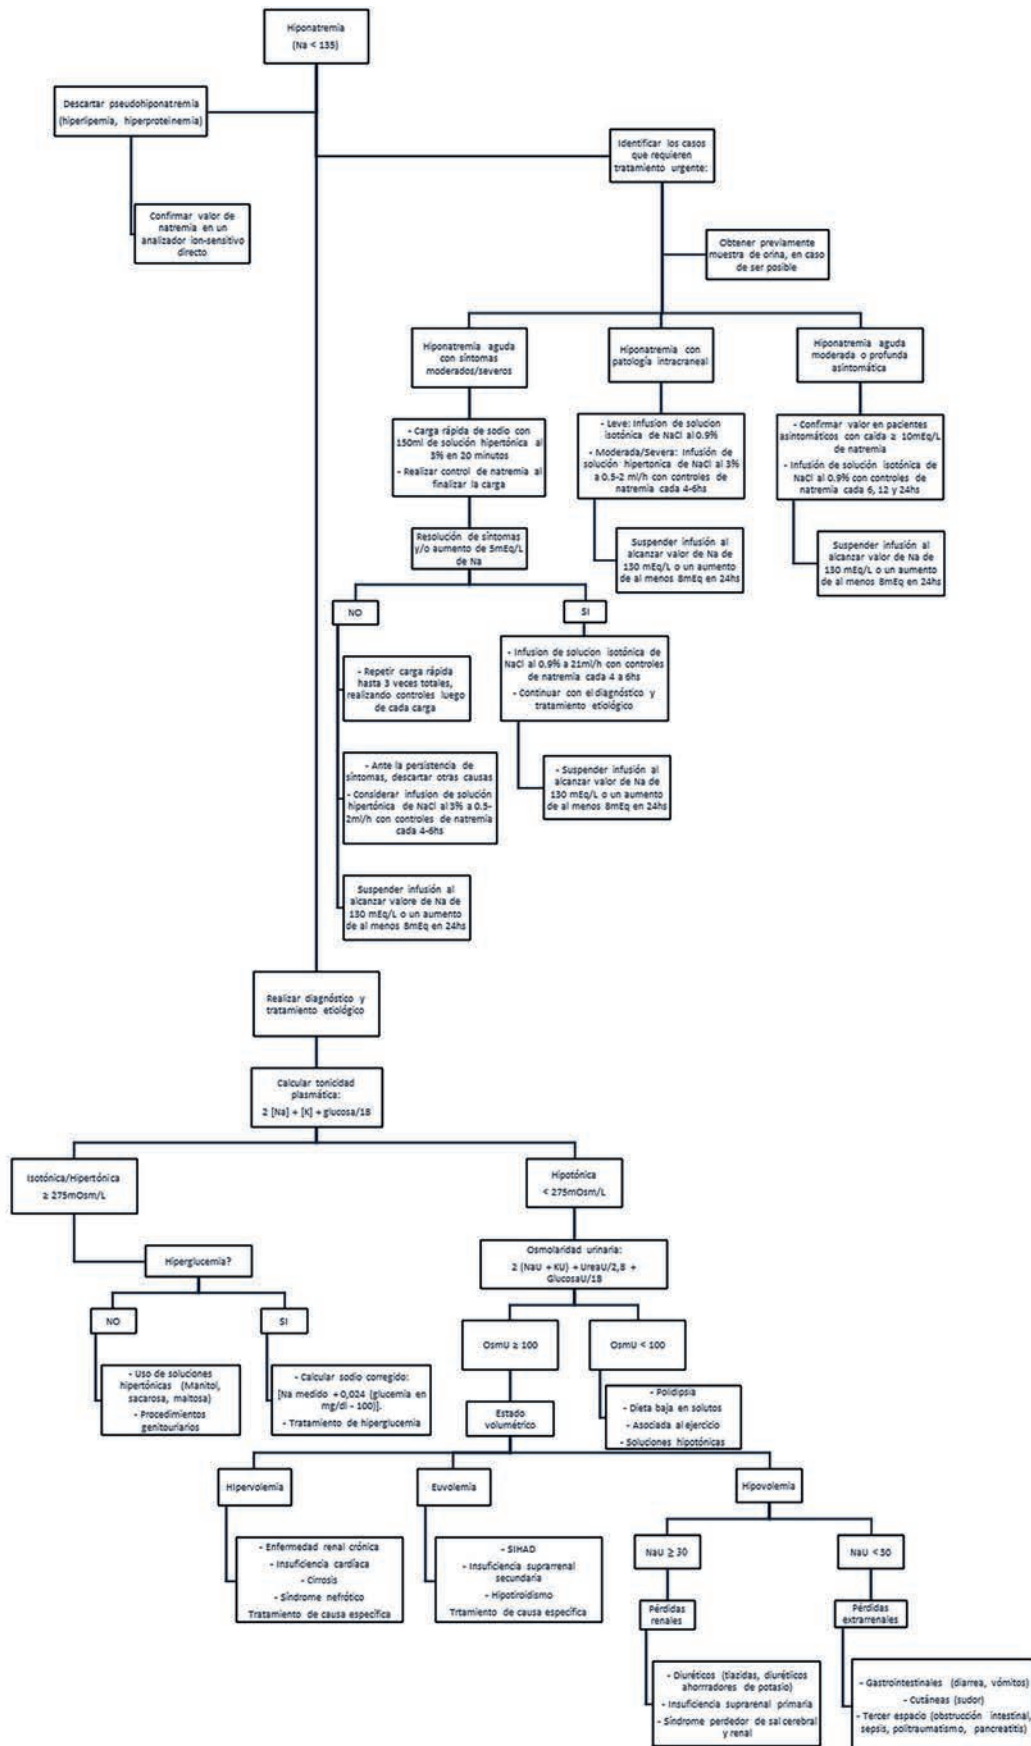 Hiponatremia
(Na < 135)
Descartar pseudohiponatremia
(hiperlipemia, hiperproteinemia)
Confirmar valor de
natremia en un
analizador ion-sensitivo
directo
Identificar los casos
que requieren
tratamiento urgente:
Obtener previamente
muestra de orina, en caso
de ser posible
Hiponatremia aguda
con síntomas
moderados/severos
Hiponatremia con
patología intracraneal
Hiponatremia aguda
moderada o profunda
asintomática
- Carga rápida de sodio con
150ml de solución hipertónica al
3% en 20 minutos
- Realizar control de natremia al
finalizar la carga
- Leve: Infusion de solucion
isotónica de NaCl al 0.9%
- Moderada/Severa: Infusión de
solución hipertonica de NaCl al 3%
a 0.5-2 ml/h con controles de
natremia cada 4-6hs
- Confirmar valor en pacientes
asintomáticos con caida ≥ 10mEq/L
de natremia
- Infusión de solución isotónica de
NaCl al 0.9% con controles de
natremia cada 6, 12 y 24hs
Resolución de síntomas
y/o aumento de 5mEq/L
de Na
Suspender infusión al
alcanzar valor de Na de
130 mEq/L o un aumento
de al menos 8mEq en 24hs
Suspender infusión al
alcanzar valor de Na de
130 mEq/L o un aumento
de al menos 8mEq en 24hs
NO
SI
- Repetir carga rápida
hasta 3 veces totales,
realizando controles luego
de cada carga
- Infusion de solucion isotónica de
NaCl al 0.9% a 21ml/h con controles
de natremia cada 4 a 6hs
- Continuar con el diagnóstico y
tratamiento etiológico
- Ante la persistencia de
síntomas, descartar otras causas
- Considerar infusion de solución
hipertónica de NaCl al 3% a 0.5-
2ml/h con controles de natremia
cada 4-6hs
- Suspender infusión al
alcanzar valor de Na de
130 mEq/L o un aumento
de al menos 8mEq en 24hs
Suspender infusión al
alcanzar valore de Na de
130 mEq/L o un aumento
de al menos 8mEq en 24hs
Realizar diagnóstico y
tratamiento etiológico
Calcular tonicidad
plasmática:
2 [Na] + [K] + glucosa/18
Isotónica/Hipertónica
≥ 275mOsm/L
Hipotónica
< 275mOsm/L
Hiperglucemia?
Osmolaridad urinaria:
2 (NaU + KU) + UreaU/2,8 +
GlucosaU/18
NO
SI
OsmU ≥ 100
OsmU < 100
- Uso de soluciones
hipertónicas (Manitol,
sacarosa, maltosa)
- Procedimientos
genitouriarios
- Calcular sodio corregido:
[Na medido + 0,024 (glucemia en
mg/dl - 100)].
- Tratamiento de hiperglucemia
Estado
volumétrico
- Polidipsia
- Dieta baja en solutos
- Asociada al ejercicio
- Soluciones hipotónicas
Hipervolemia
Euvolemia
Hipovolemia
- Enfermedad renal crónica
- Insuficiencia cardíaca
- Cirrosis
- Síndrome nefrótico
Tratamiento de causa específica
- SIHAD
- Insuficiencia suprarrenal
secundaria
- Hipotiroidismo
Trtamiento de causa específica
NaU ≥ 30
NaU < 30
Pérdidas
renales
Pérdidas
extrarrenales
- Diuréticos (tiazidas, diuréticos
ahorrradores de potasio)
- Insuficiencia suprarenal primaria
- Síndrome perdedor de sal cerebral
y renal
- Gastrointestinales (diarrea, vómitos)
- Cutáneas (sudor)
- Tercer espacio (obstrucción intestinal,
sepsis, politraumatismo, pancreatitis)